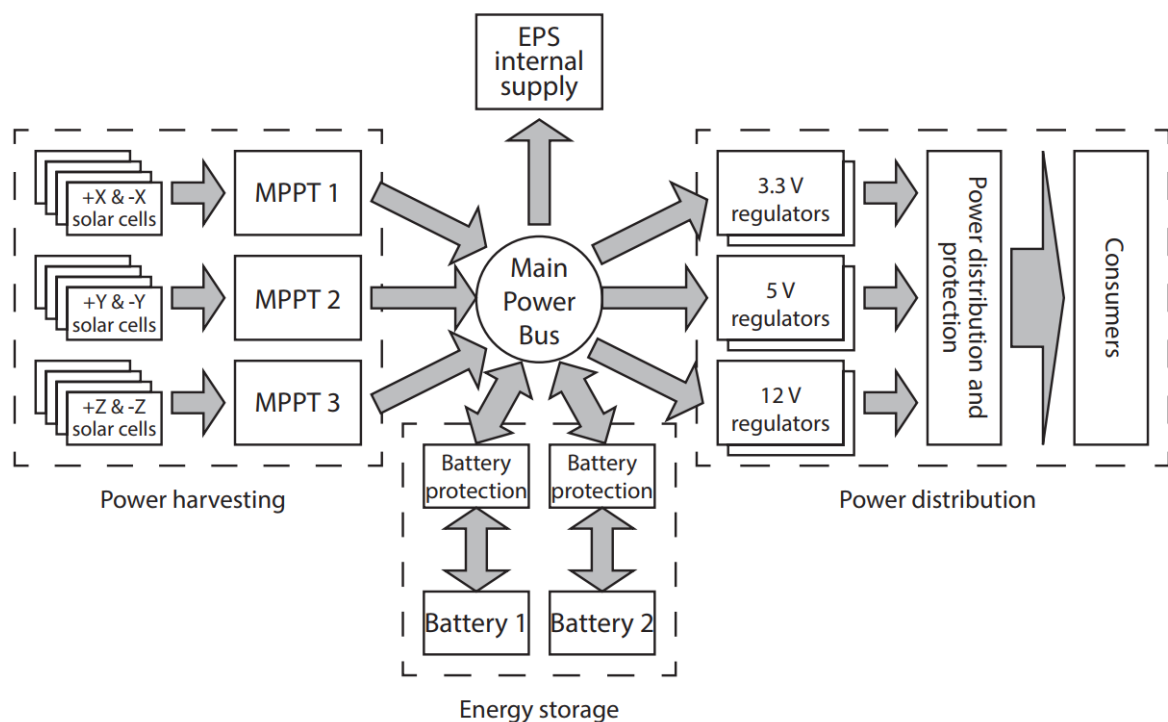 EPS
internal
supply
+X & -X
solar cells
MPPT 1
+Y & -Y
solar cells
MPPT 2
+Z & -Z
solar cells
MPPT 3
Power harvesting
Main
Power
Bus
3.3 V
regulators
5 V
regulators
12 V
regulators
Power distribution and
protection
Consumers
Power distribution
Battery
protection
Battery
protection
Battery 1
Battery 2
Energy storage